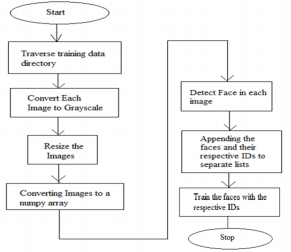 Start
Traverse training data
directory
Convert Each
Image to Grayscale
Resize the
Images
Converting Images to a
numpy array
Detect Face in each
image
Appending the
faces and their
respective IDs to
separate lists
Train the faces with the
respective IDs
Stop